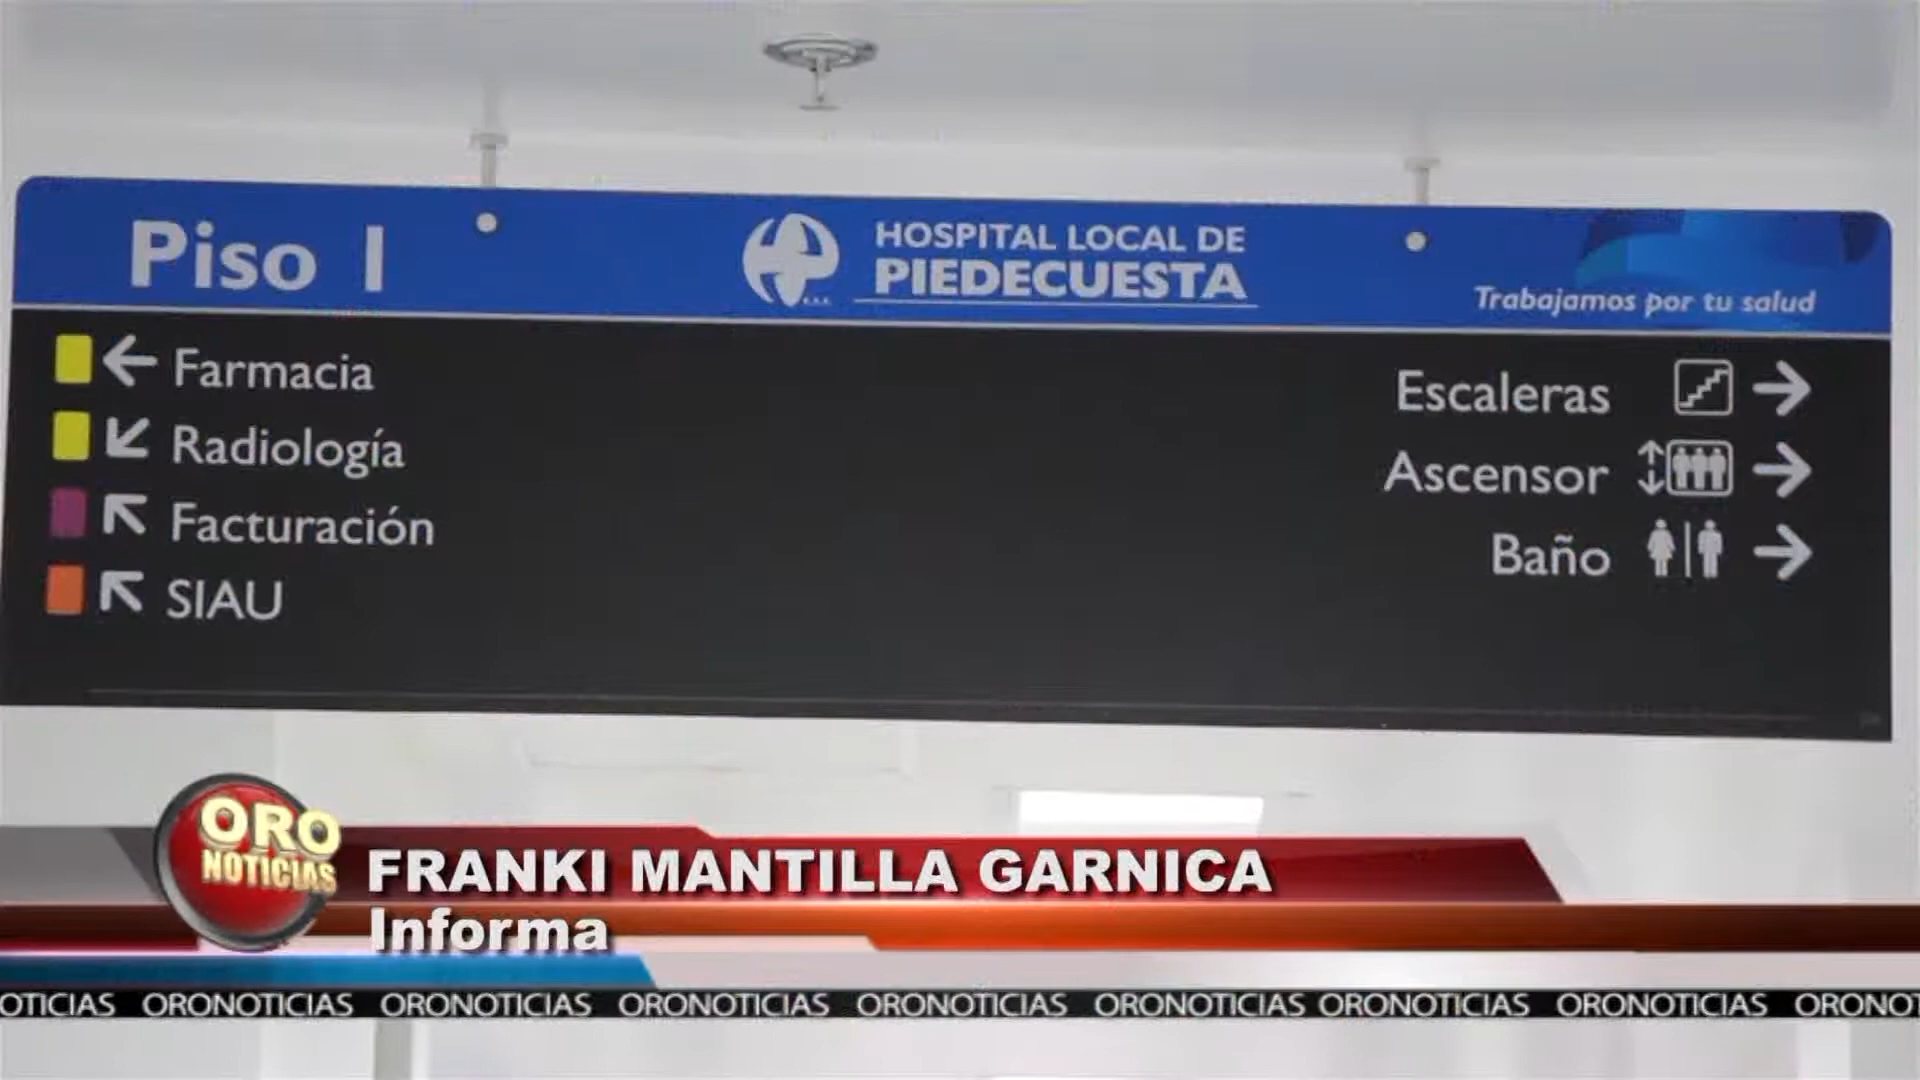 Piso 1
HOSPITAL LOCAL DE
PIEDECUESTA
Trabajamos por tu salud
Farmacia
Radiología
Facturación
SIAU
Escaleras
Ascensor
Baño
ORO
NOTICIAS
FRANKI MANTILLA GARNICA
Informa
OTICIAS ORONOTICIAS ORONOTICIAS ORONOTICIAS ORONOTICIAS ORONOTICIAS ORONOTICIAS ORONOTICIAS ORONOT